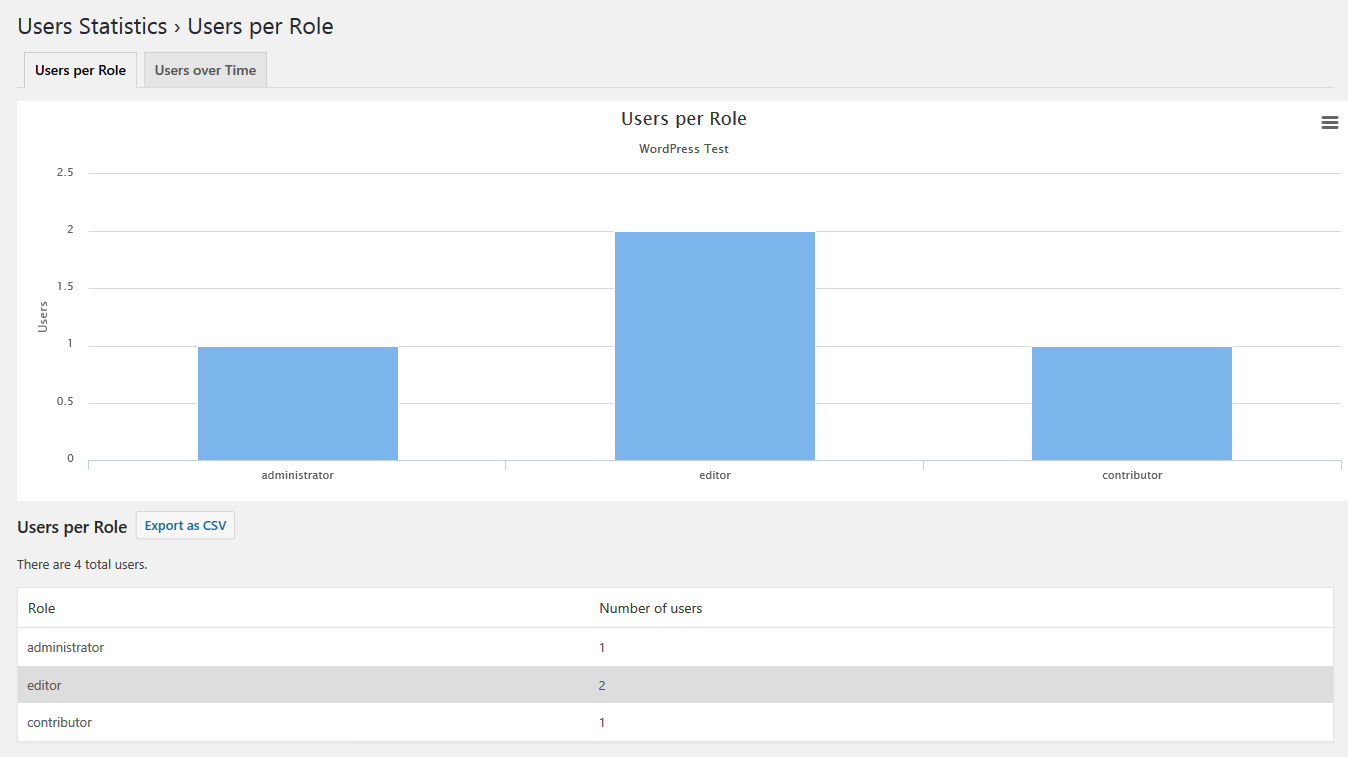 Users Statistics › Users per Role
Users per Role
Users over Time
Users per Role
WordPress Test
2.5
2
1.5
1
0.5
0
Users
administrator
editor
contributor
Users per Role
Export as CSV
There are 4 total users.
Role Number of users
administrator 1
editor 2
contributor 1